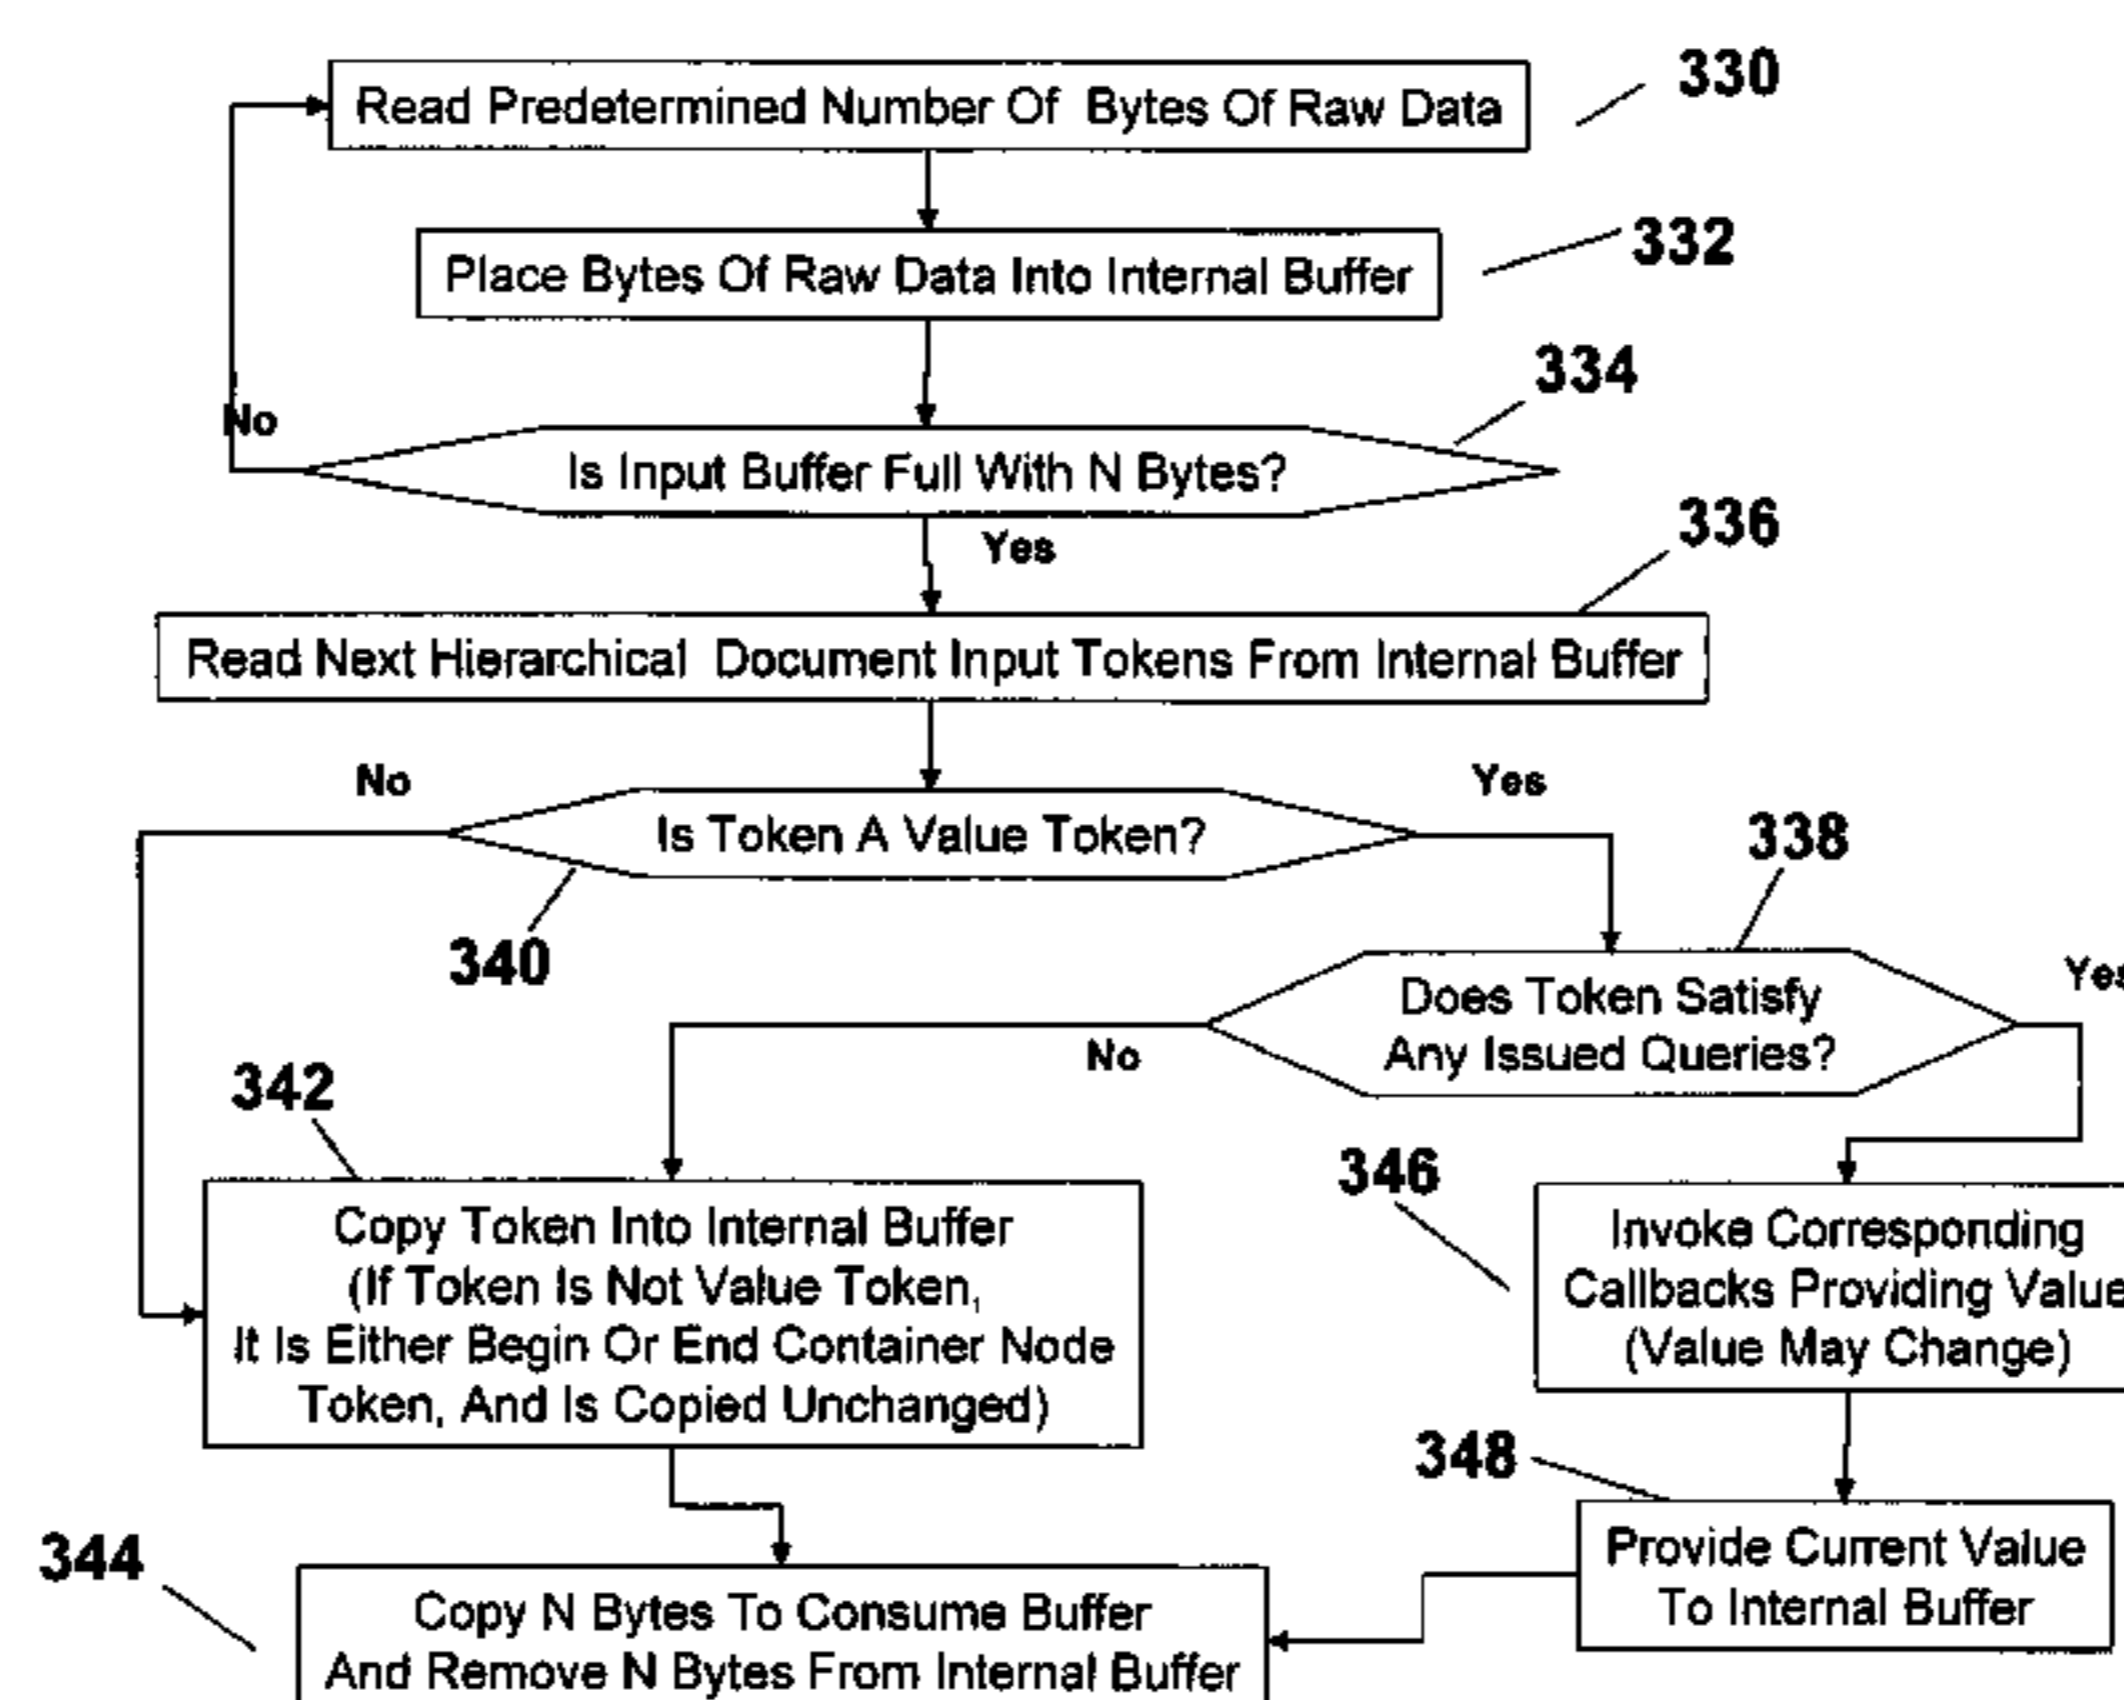 330
Read Predetermined Number Of Bytes Of Raw Data
332
Place Bytes Of Raw Data Into Internal Buffer
334
No
Is Input Buffer Full With N Bytes?
Yes
336
Read Next Hierarchical Document Input Tokens From Internal Buffer
No
Yes
Is Token A Value Token?
338
340
Yes
Does Token Satisfy
Any Issued Queries?
No
342
346
Copy Token Into Internal Buffer
(If Token Is Not Value Token,
It Is Either Begin Or End Container Node
Token, And Is Copied Unchanged)
Invoke Corresponding
Callbacks Providing Value
(Value May Change)
348
344
Provide Current Value
To Internal Buffer
Copy N Bytes To Consume Buffer
And Remove N Bytes From Internal Buffer